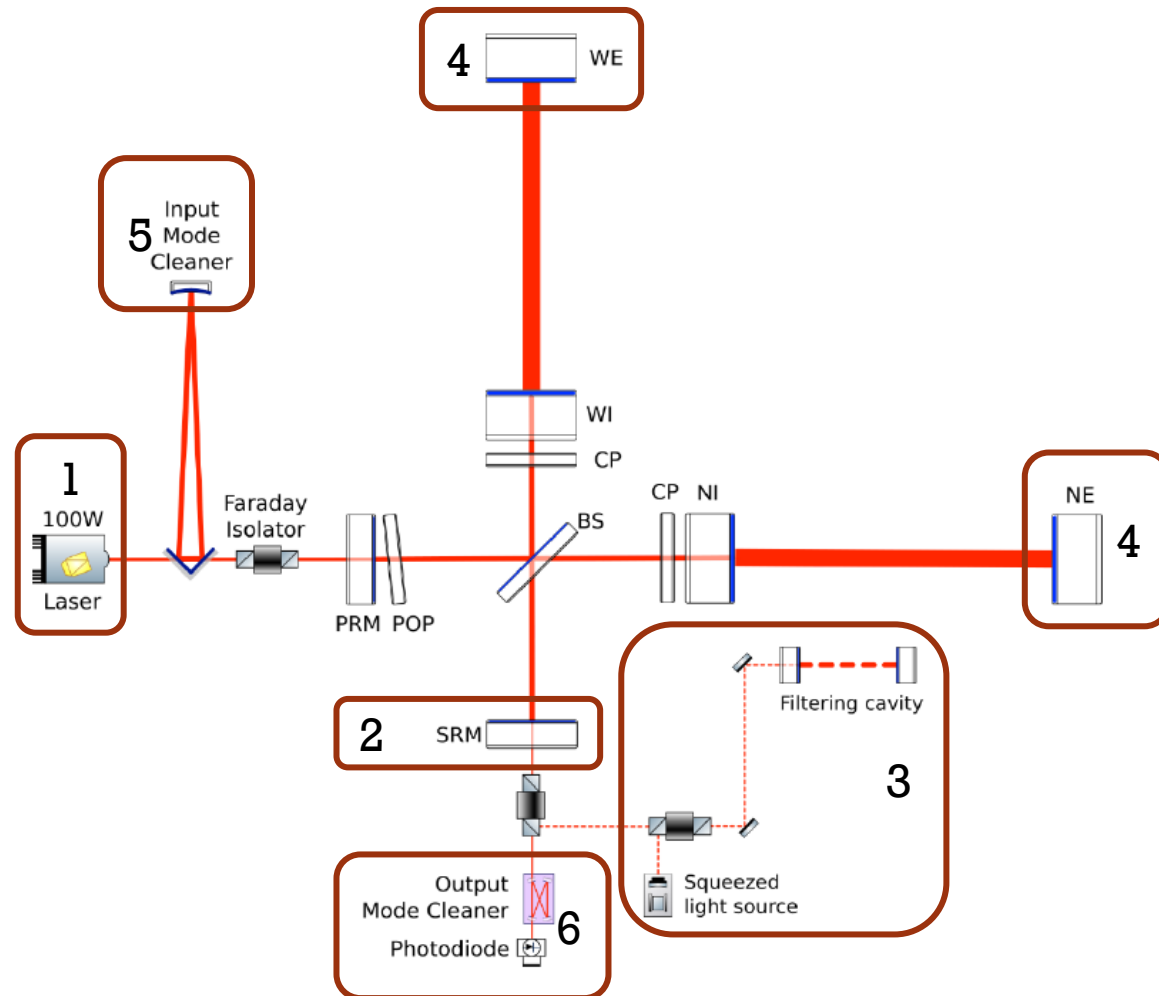 4
WE
5
Input
Mode
Cleaner
WI
CP
1
100W
Laser
Faraday
Isolator
PRM
POP
BS
CP
NI
NE
4
2
SRM
Filtering cavity
3
Squeezed
light source
Output
Mode Cleaner
Photodiode
6